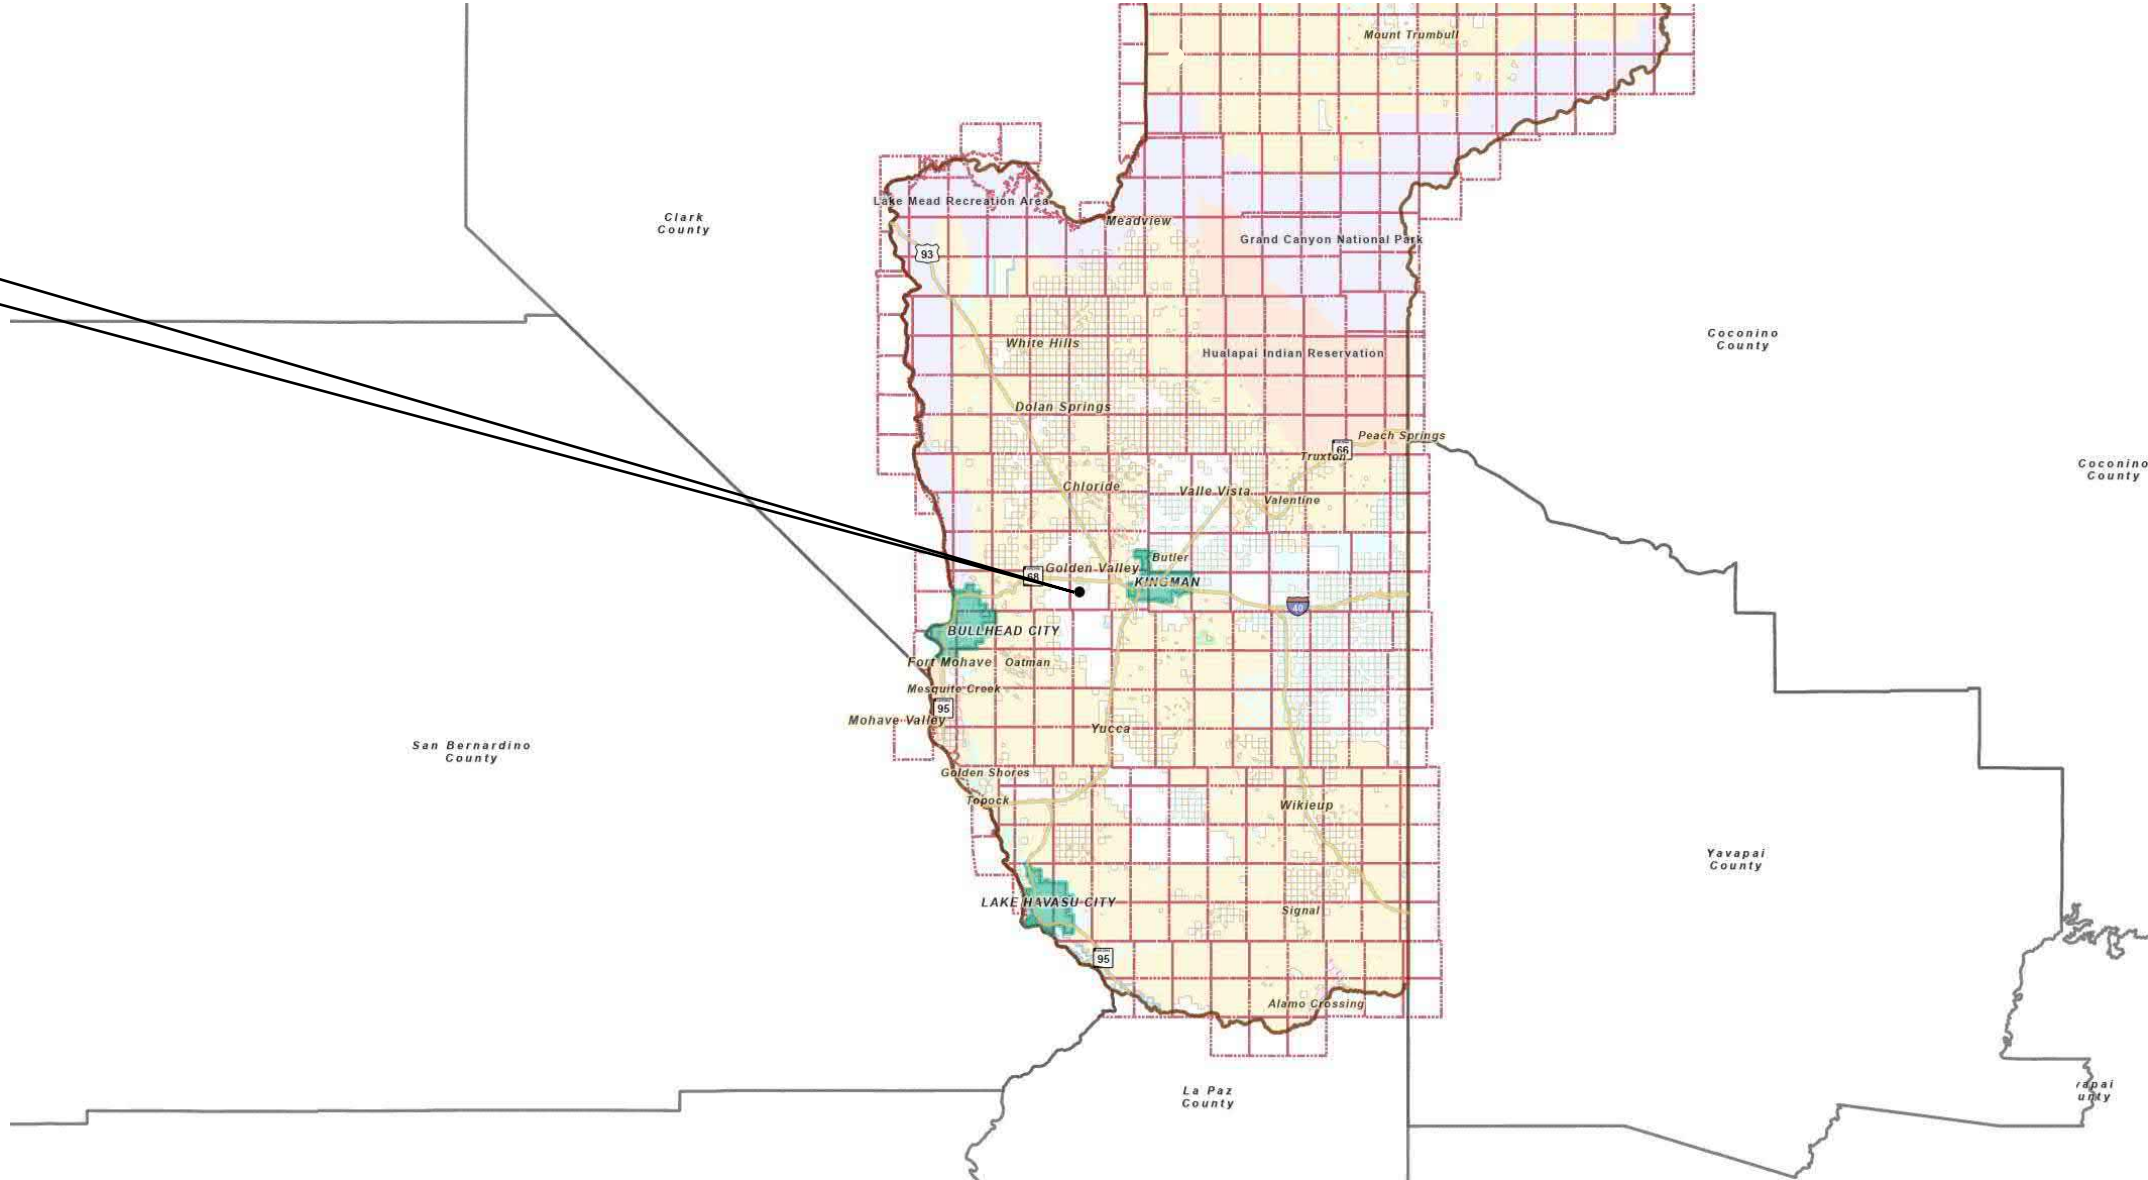 Mount Trumbull
Lake Mead Recreation Area
Clark
County
Meadview
Grand Canyon National Park
93
Coconino
County
White Hills
Hualapai Indian Reservation
Dolan Springs
Peach Springs
66
Truxton
Coconino
County
Chloride
Valle Vista
Valentine
Butler
Golden Valley
68
KINGMAN
40
BULLHEAD CITY
Fort Mohave
Oatman
Mesquite Creek
95
Mohave Valley
Yucca
San Bernardino
County
Golden Shores
Topock
Wikieup
Yavapai
County
LAKE HAVASU CITY
Signal
95
Alamo Crossing
La Paz
County